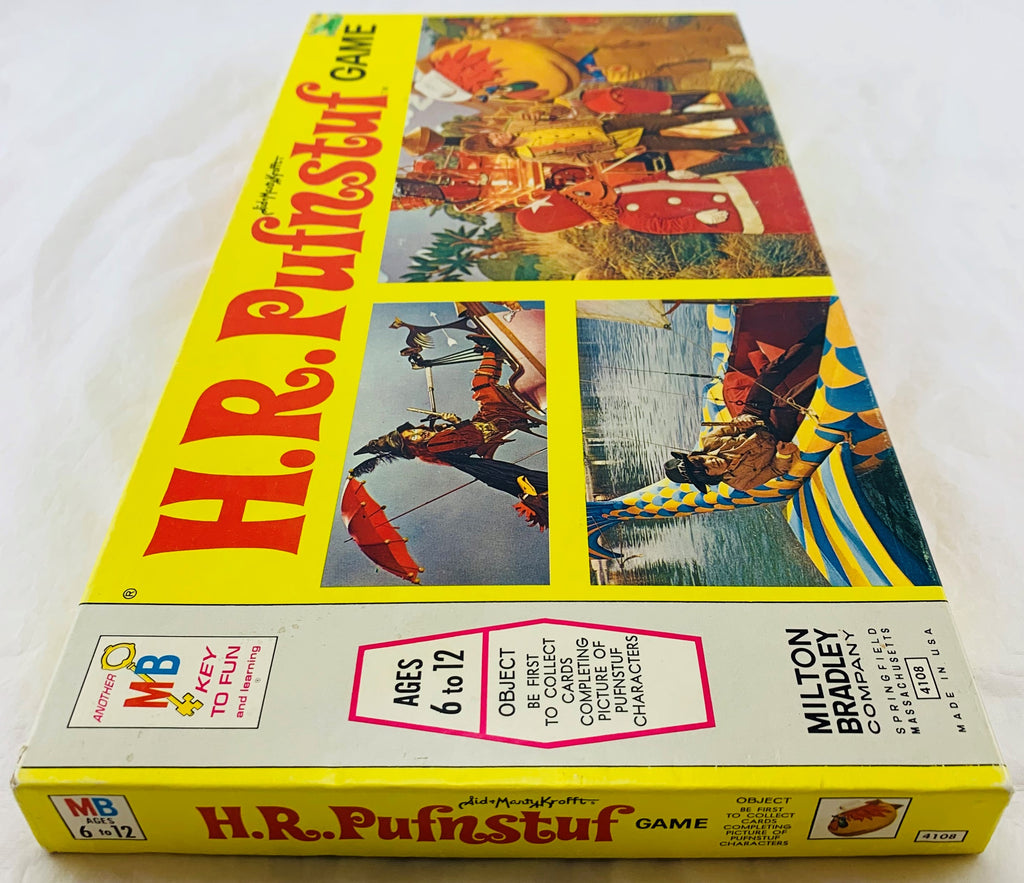 Sid & Marty Krofft's
H.R. Pufnstuf GAME
TM
®
ANOTHER
MB
KEY
TO FUN
and learning
®
AGES
6 to 12
OBJECT
BE FIRST
TO COLLECT
CARDS
COMPLETING
PICTURE OF
PUFNSTUF
CHARACTERS
MILTON
BRADLEY
COMPANY
SPRINGFIELD
MASSACHUSETTS
4108
MADE IN USA
MB
AGES
6 to 12
Sid & Marty Krofft's
H.R. Pufnstuf GAME
OBJECT
BE FIRST
TO COLLECT
CARDS
COMPLETING
PICTURE OF
PUFNSTUF
CHARACTERS
4108